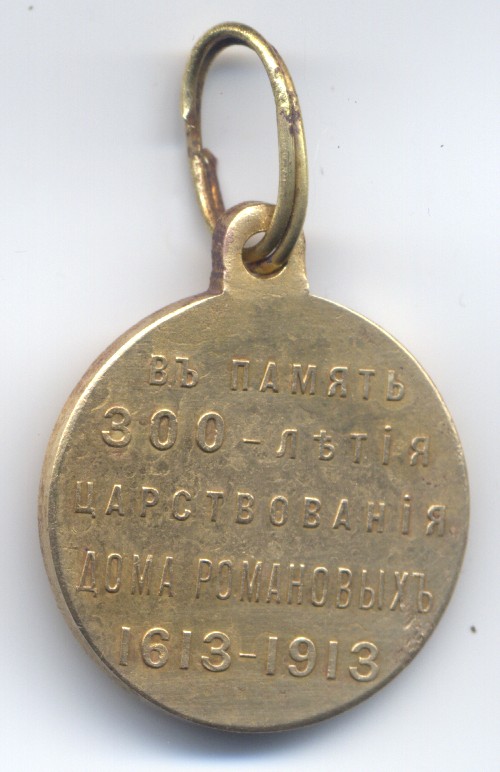 ВЪ ПАМЯТЬ
300-ЛѢТІЯ
ЦАРСТВОВАНІЯ
ДОМА РОМАНОВЫХЪ
1613-1913